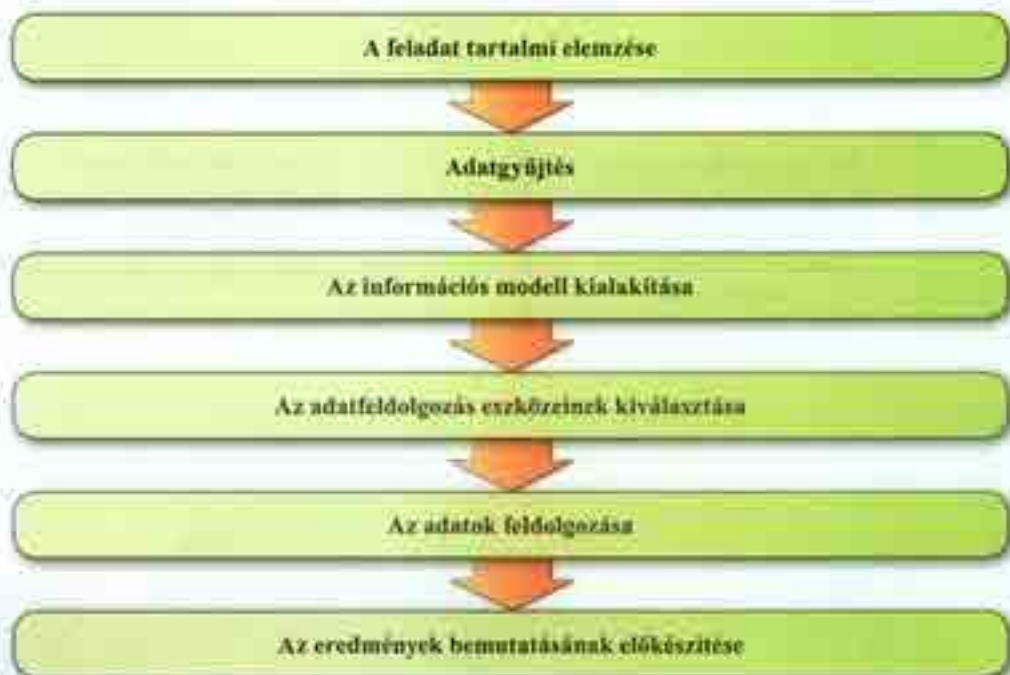 A feladat tartalmi elemzése
Adatgyűjtés
Az információs modell kialakítása
Az adatfeldolgozás eszközeinek kiválasztása
Az adatok feldolgozása
Az eredmények bemutatásának előkészítése